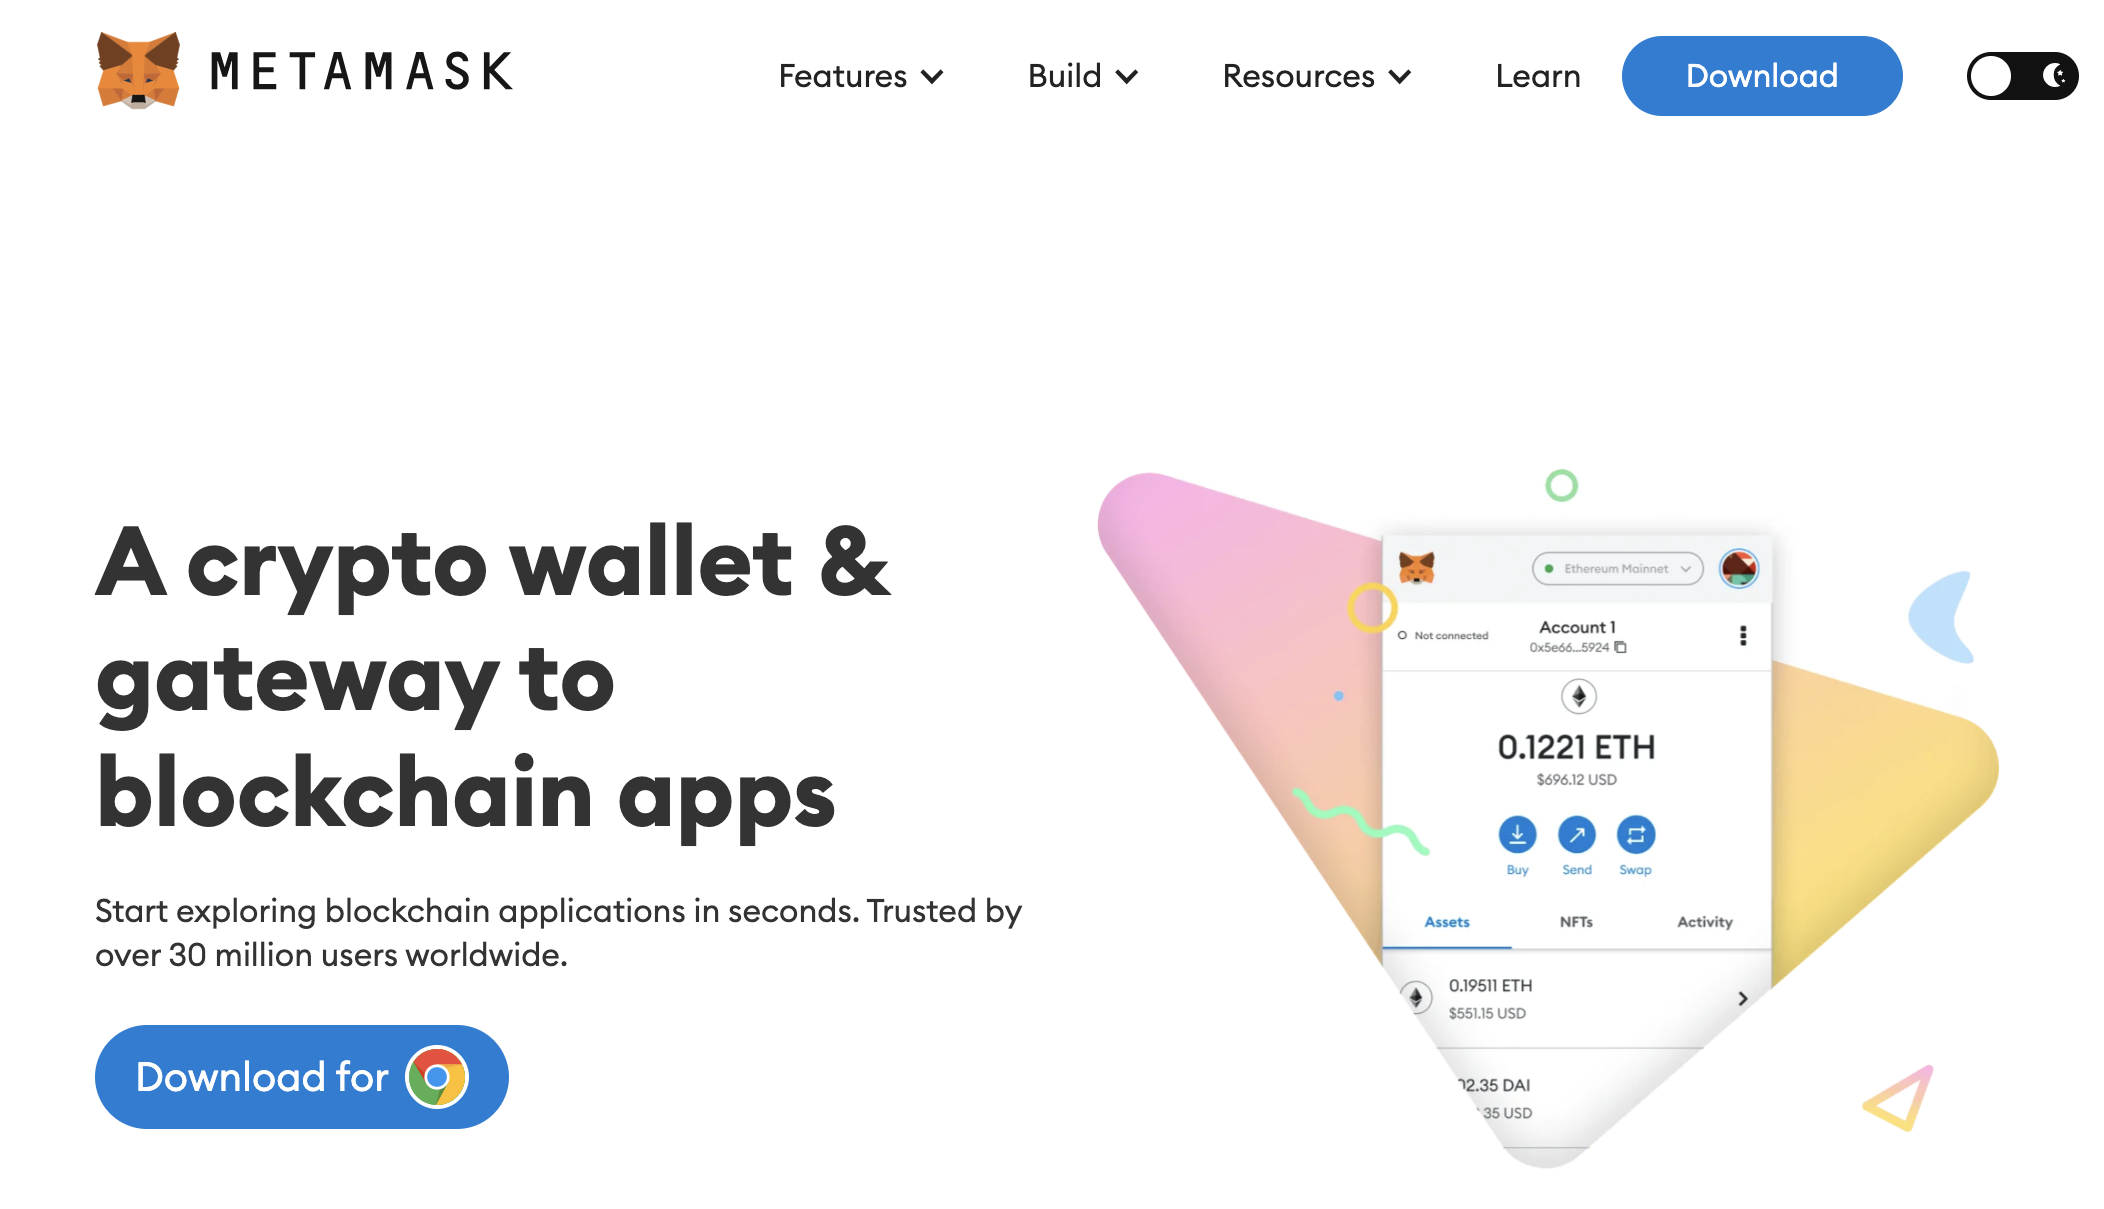 METAMASK
Features
Build
Resources
Learn
Download
A crypto wallet &
gateway to
blockchain apps
Start exploring blockchain applications in seconds. Trusted by
over 30 million users worldwide.
Download for
Ethereum Mainnet
Not connected
Account 1
0x5e66...5924
0.1221 ETH
$696.12 USD
Buy Send Swap
Assets NFTs Activity
0.19511 ETH
$551.15 USD
02.35 DAI
.35 USD